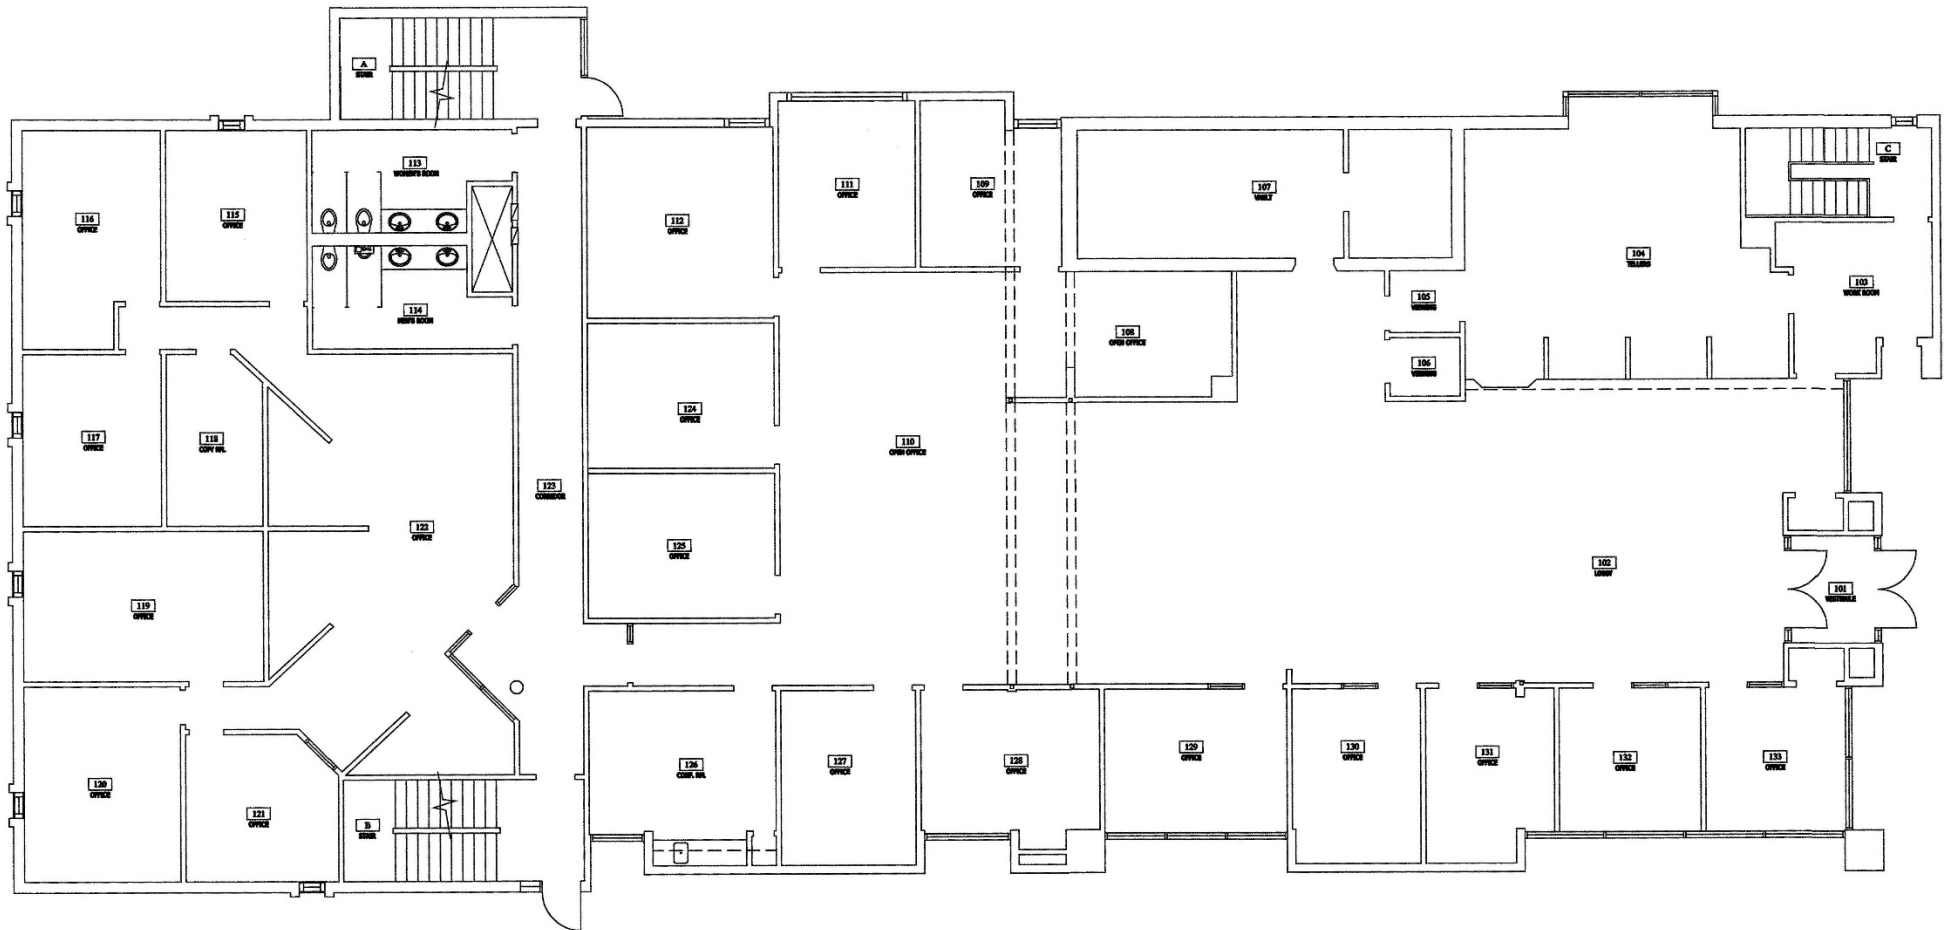 A
STAIR
113
WOMEN'S ROOM
116
OFFICE
115
OFFICE
112
OFFICE
111
OFFICE
109
OFFICE
107
VAULT
C
STAIR
104
TELLERS
103
WORK ROOM
105
VIEWING
106
VIEWING
108
OPEN OFFICE
114
MEN'S ROOM
117
OFFICE
118
COPY RM.
124
OFFICE
110
OPEN OFFICE
123
CORRIDOR
122
OFFICE
125
OFFICE
102
LOBBY
101
VESTIBULE
119
OFFICE
120
OFFICE
121
OFFICE
B
STAIR
126
CONF. RM.
127
OFFICE
128
OFFICE
129
OFFICE
130
OFFICE
131
OFFICE
132
OFFICE
133
OFFICE